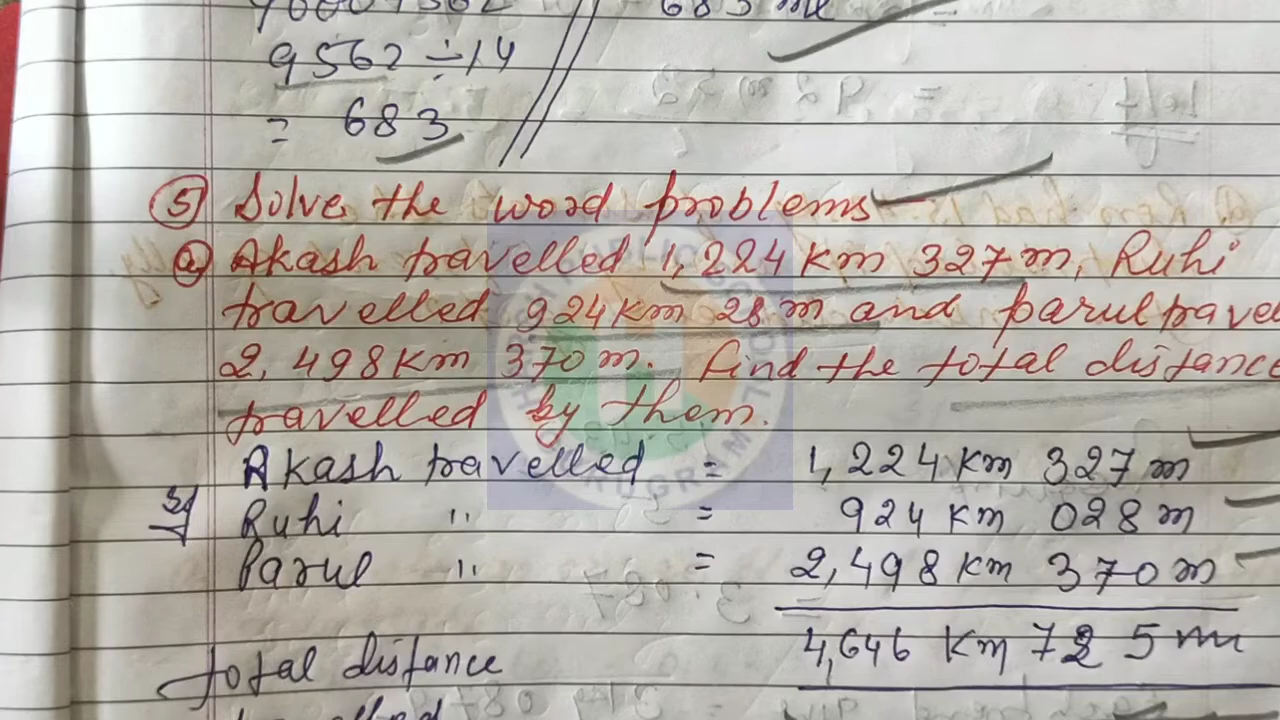 9562 ÷ 14
= 683
683 ml
5 Solve the word problems
a Akash travelled 1,224 km 327 m, Ruhi
travelled 924 km 28 m and parul travel
2,498 km 370 m. find the total distance
travelled by them.
Akash travelled = 1,224 km 327 m
Ruhi " = 924 km 028 m
Parul " = 2,498 km 370 m
4,646 km 725 m
total distance